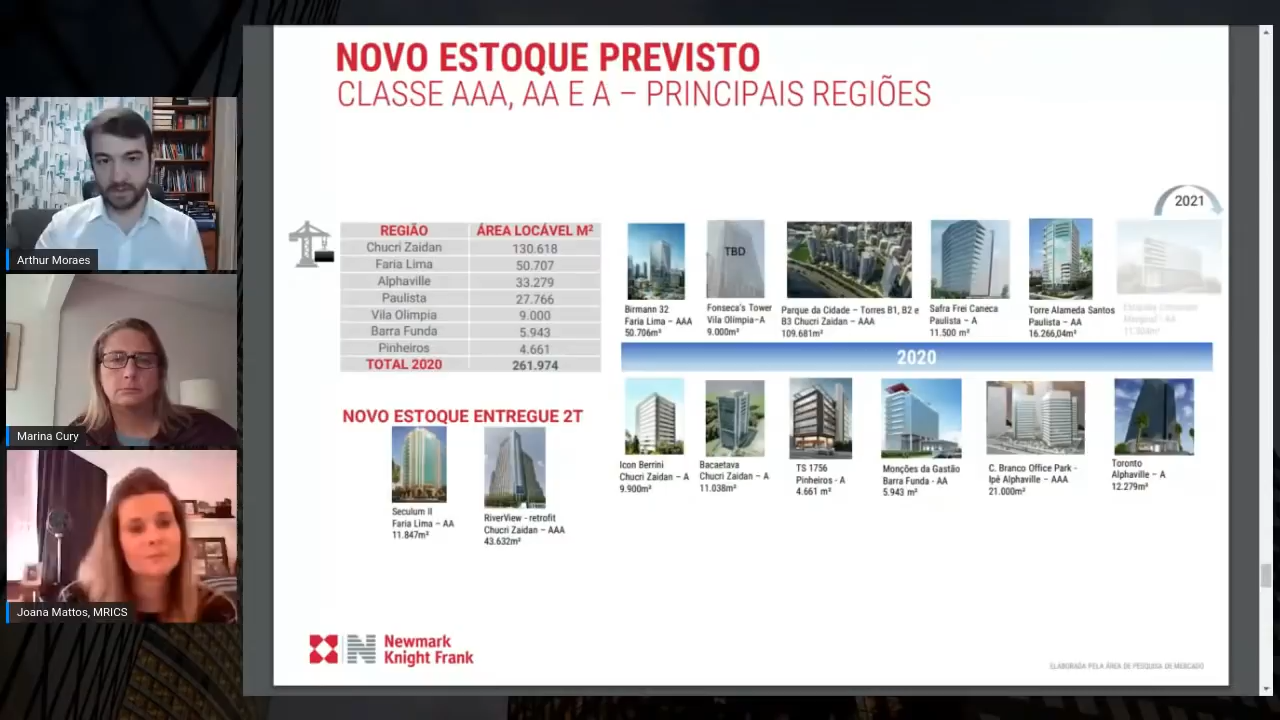 NOVO ESTOQUE PREVISTO
CLASSE AAA, AA E A – PRINCIPAIS REGIÕES
Arthur Moraes
Marina Cury
Joana Mattos, MRICS
REGIÃO ÁREA LOCÁVEL M²
Chucri Zaidan 130.618
Faria Lima 50.707
Alphaville 33.279
Paulista 27.766
Vila Olimpia 9.000
Barra Funda 5.943
Pinheiros 4.661
TOTAL 2020 261.974
NOVO ESTOQUE ENTREGUE 2T
Seculum II
Faria Lima – AA
11.847m²
RiverView - retrofit
Chucri Zaidan – AAA
43.632m²
2021
TBD
Birmann 32
Faria Lima – AAA
50.706m²
Fonseca's Tower
Vila Olimpia-A
9.000m²
Parque da Cidade – Torres B1, B2 e
B3 Chucri Zaidan – AAA
109.681m²
Safra Frei Caneca
Paulista – A
11.500 m²
Torre Alameda Santos
Paulista – AA
16.266,04m²
2020
Icon Berrini
Chucri Zaidan – A
9.900m²
Bacaetava
Chucri Zaidan – A
11.038m²
TS 1756
Pinheiros - A
4.661 m²
Monções da Gastão
Barra Funda - AA
5.943 m²
C. Branco Office Park -
Ipê Alphaville – AAA
21.000m²
Toronto
Alphaville – A
12.279m²
Newmark
Knight Frank
ELABORADA PELA ÁREA DE PESQUISA DE MERCADO